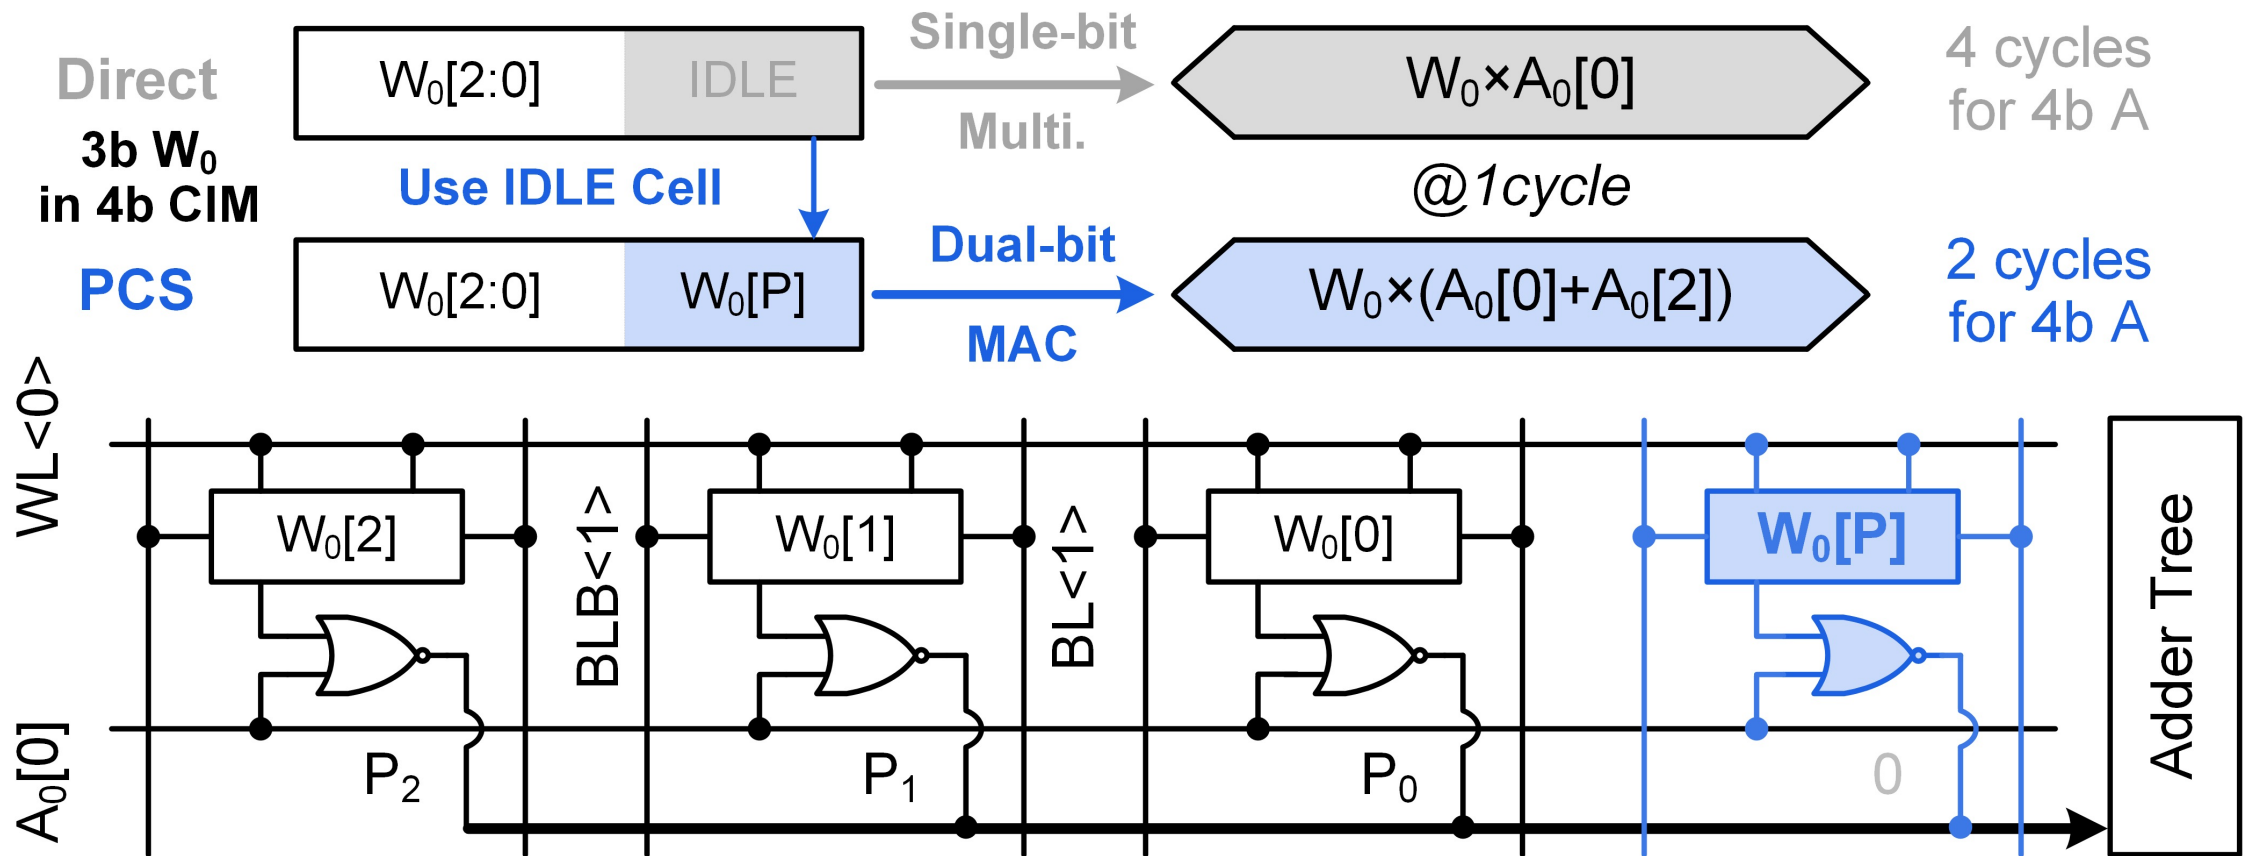 Direct
3b W₀
in 4b CIM
PCS
W₀[2:0]
IDLE
Single-bit
Multi.
W₀×A₀[0]
4 cycles
for 4b A
Use IDLE Cell
@1cycle
W₀[2:0]
W₀[P]
Dual-bit
MAC
W₀×(A₀[0]+A₀[2])
2 cycles
for 4b A
WL<0>
W₀[2]
BLB<1>
W₀[1]
BL<1>
W₀[0]
W₀[P]
Adder Tree
A₀[0]
P₂
P₁
P₀
0